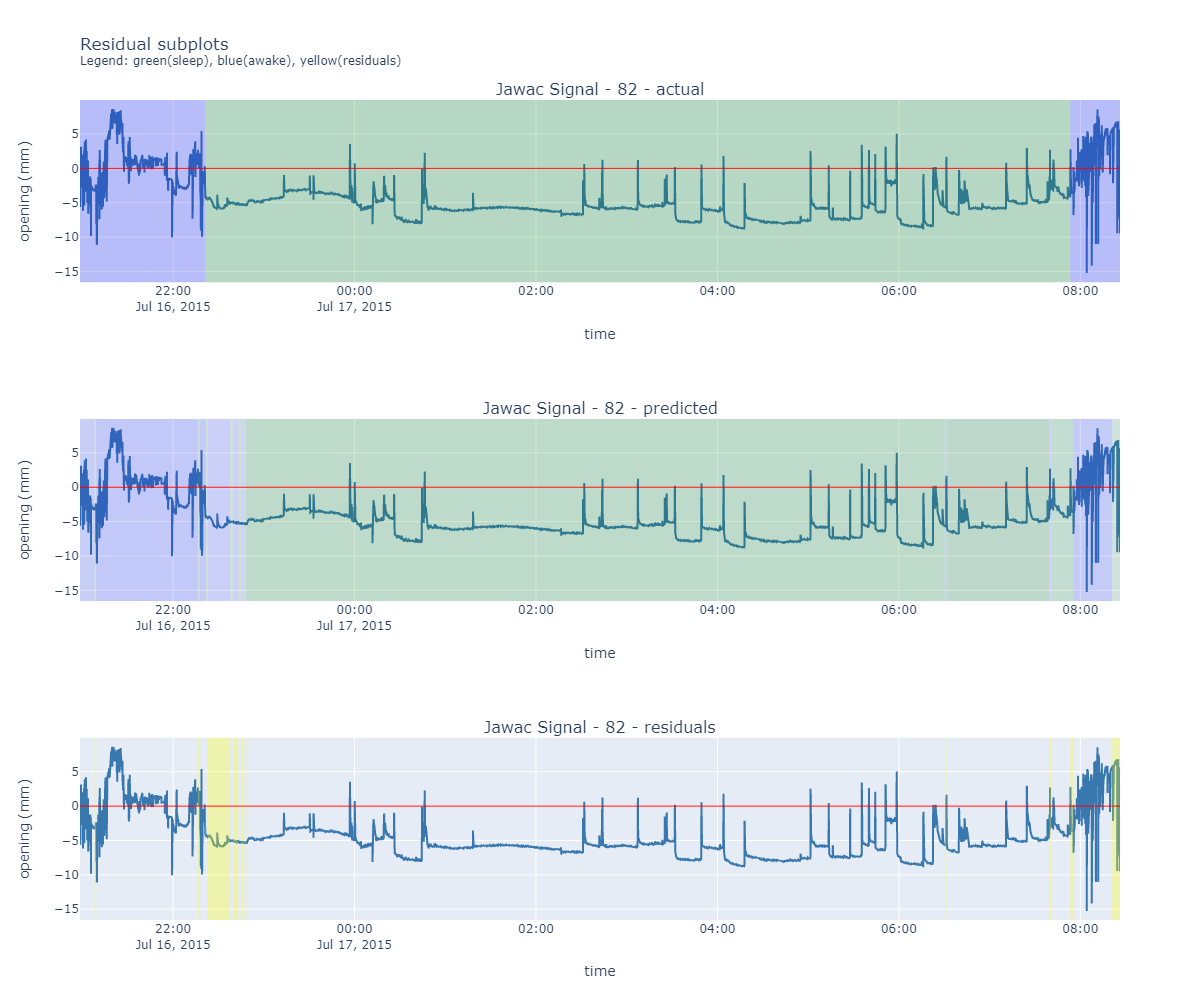 Residual subplots
Legend: green(sleep), blue(awake), yellow(residuals)
Jawac Signal - 82 - actual
opening (mm)
5
0
−5
−10
−15
22:00 00:00 02:00 04:00 06:00 08:00
Jul 16, 2015 Jul 17, 2015
time
Jawac Signal - 82 - predicted
opening (mm)
5
0
−5
−10
−15
22:00 00:00 02:00 04:00 06:00 08:00
Jul 16, 2015 Jul 17, 2015
time
Jawac Signal - 82 - residuals
opening (mm)
5
0
−5
−10
−15
22:00 00:00 02:00 04:00 06:00 08:00
Jul 16, 2015 Jul 17, 2015
time